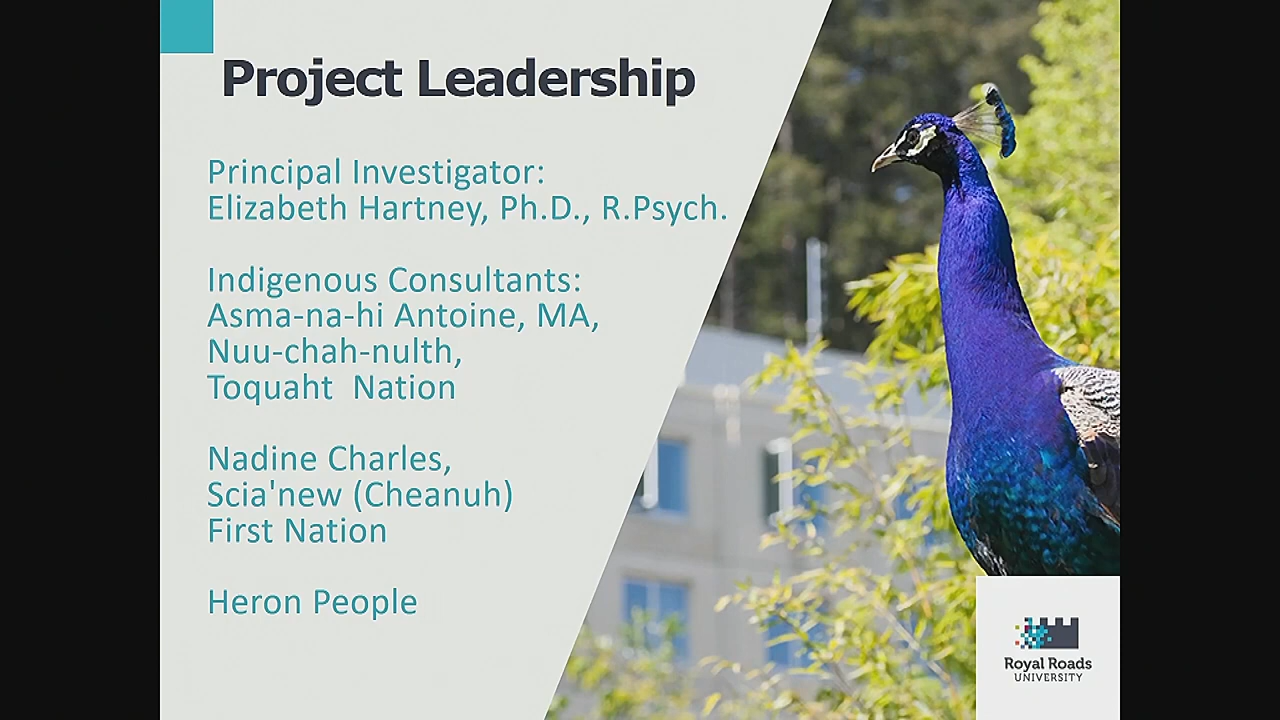 Project Leadership
Principal Investigator:
Elizabeth Hartney, Ph.D., R.Psych.
Indigenous Consultants:
Asma-na-hi Antoine, MA,
Nuu-chah-nulth,
Toquaht  Nation
Nadine Charles,
Scia'new (Cheanuh)
First Nation
Heron People
Royal Roads
UNIVERSITY